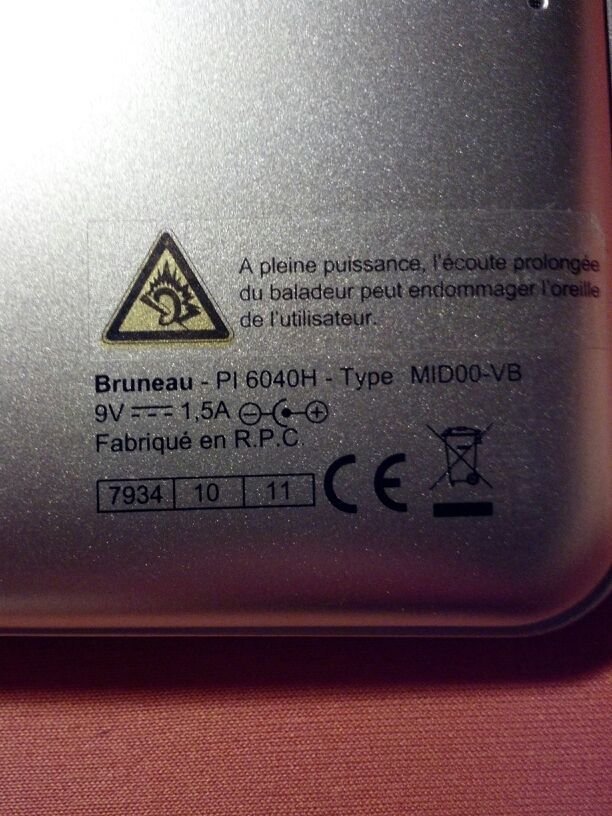 A pleine puissance, l'écoute prolongée
du baladeur peut endommager l'oreille
de l'utilisateur.
Bruneau - PI 6040H - Type MID00-VB
9V 1,5A
Fabriqué en R.P.C.
7934 10 11
CE